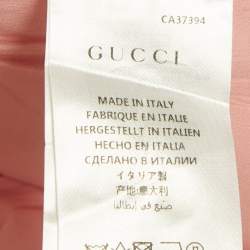 CA37394
GUCCI
MADE IN ITALY
FABRIQUE EN ITALIE
HERGESTELLT IN ITALIEN
HECHO EN ITALIA
СДЕЛАНО В ИТАЛИИ
イタリア製
产地:意大利
صنع في إيطاليا